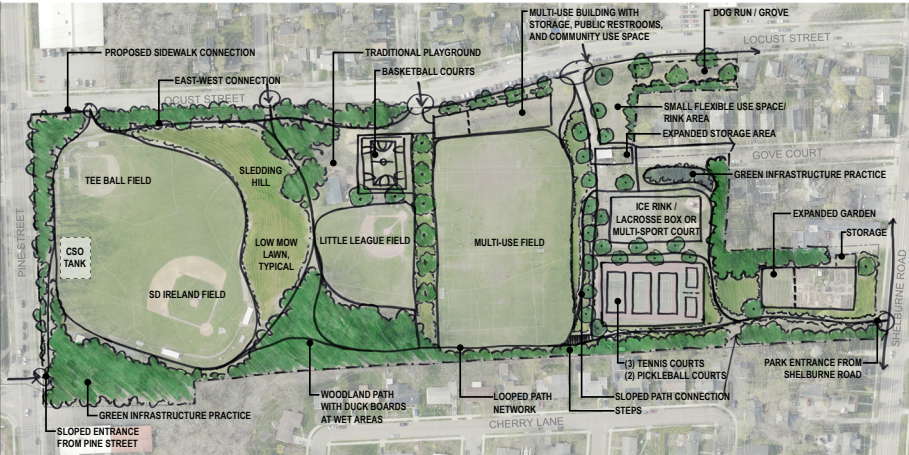 MULTI-USE BUILDING WITH
STORAGE, PUBLIC RESTROOMS,
AND COMMUNITY USE SPACE
DOG RUN / GROVE
LOCUST STREET
PROPOSED SIDEWALK CONNECTION
TRADITIONAL PLAYGROUND
BASKETBALL COURTS
EAST-WEST CONNECTION
OCUST STREET
SMALL FLEXIBLE USE SPACE/
RINK AREA
EXPANDED STORAGE AREA
GOVE COURT
GREEN INFRASTRUCTURE PRACTICE
TEE BALL FIELD
SLEDDING
HILL
ICE RINK /
LACROSSE BOX OR
MULTI-SPORT COURT
EXPANDED GARDEN
STORAGE
PINE STREET
CSO
TANK
LOW MOW
LAWN,
TYPICAL
LITTLE LEAGUE FIELD
MULTI-USE FIELD
SHELBURNE ROAD
SD IRELAND FIELD
(3) TENNIS COURTS
(2) PICKLEBALL COURTS
PARK ENTRANCE FROM
SHELBURNE ROAD
WOODLAND PATH
WITH DUCK BOARDS
AT WET AREAS
LOOPED PATH
NETWORK
SLOPED PATH CONNECTION
STEPS
GREEN INFRASTRUCTURE PRACTICE
CHERRY LANE
SLOPED ENTRANCE
FROM PINE STREET